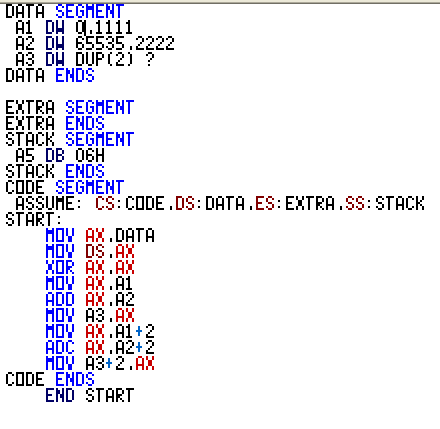 DATA SEGMENT
A1 DW 0,1111
A2 DW 65535,2222
A3 DW DUP(2) ?
DATA ENDS
EXTRA SEGMENT
EXTRA ENDS
STACK SEGMENT
A5 DB 06H
STACK ENDS
CODE SEGMENT
ASSUME: CS:CODE,DS:DATA,ES:EXTRA,SS:STACK
START:
MOV AX,DATA
MOV DS,AX
XOR AX,AX
MOV AX,A1
ADD AX,A2
MOV A3,AX
MOV AX,A1+2
ADC AX,A2+2
MOV A3+2,AX
CODE ENDS
END START